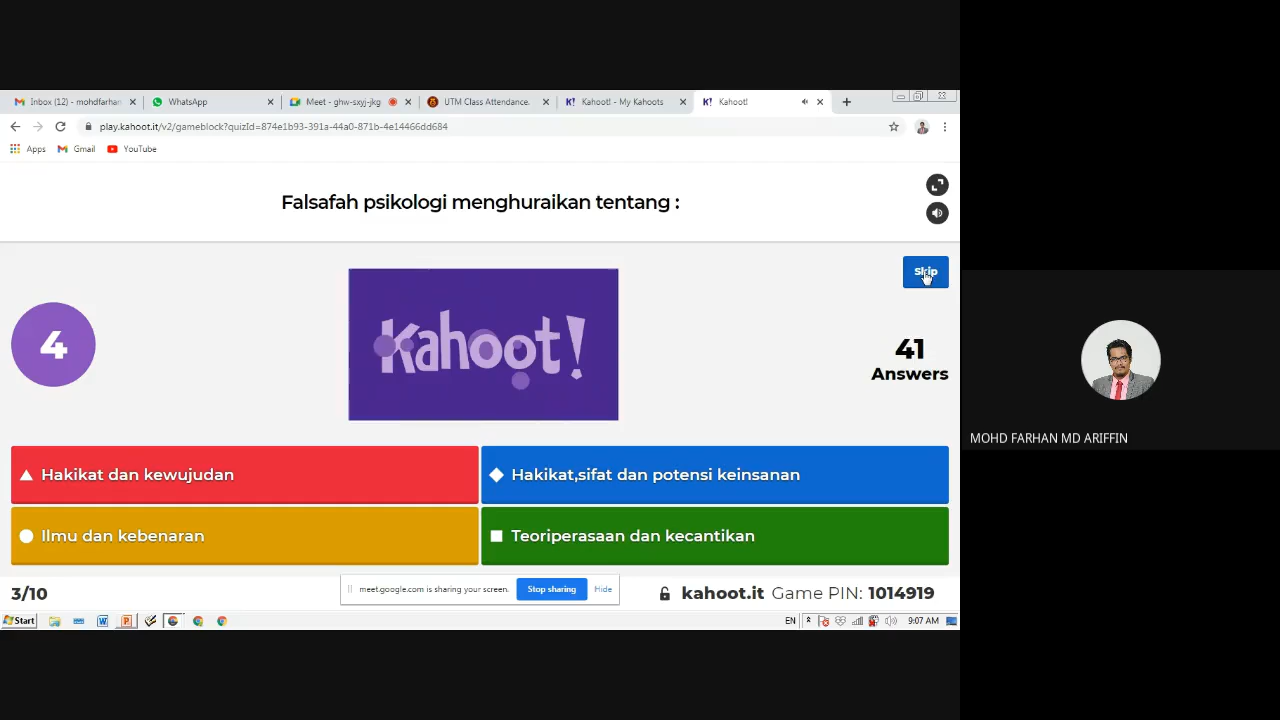 Inbox (12) - mohdfarhan
WhatsApp
Meet - ghw-sxyj-jkg
UTM Class Attendance.
Kahoot! - My Kahoots
Kahoot!
play.kahoot.it/v2/gameblock?quizId=874e1b93-391a-44a0-871b-4e14466dd684
Apps
Gmail
YouTube
Falsafah psikologi menghuraikan tentang :
Skip
4
Kahoot!
41
Answers
MOHD FARHAN MD ARIFFIN
Hakikat dan kewujudan
Hakikat,sifat dan potensi keinsanan
Ilmu dan kebenaran
Teoriperasaan dan kecantikan
3/10
meet.google.com is sharing your screen.
Stop sharing
Hide
kahoot.it Game PIN: 1014919
Start
EN
9:07 AM